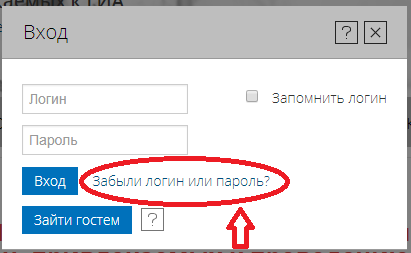 Вход ? ×
Логин
Запомнить логин
Пароль
Вход Забыли логин или пароль?
Зайти гостем ?